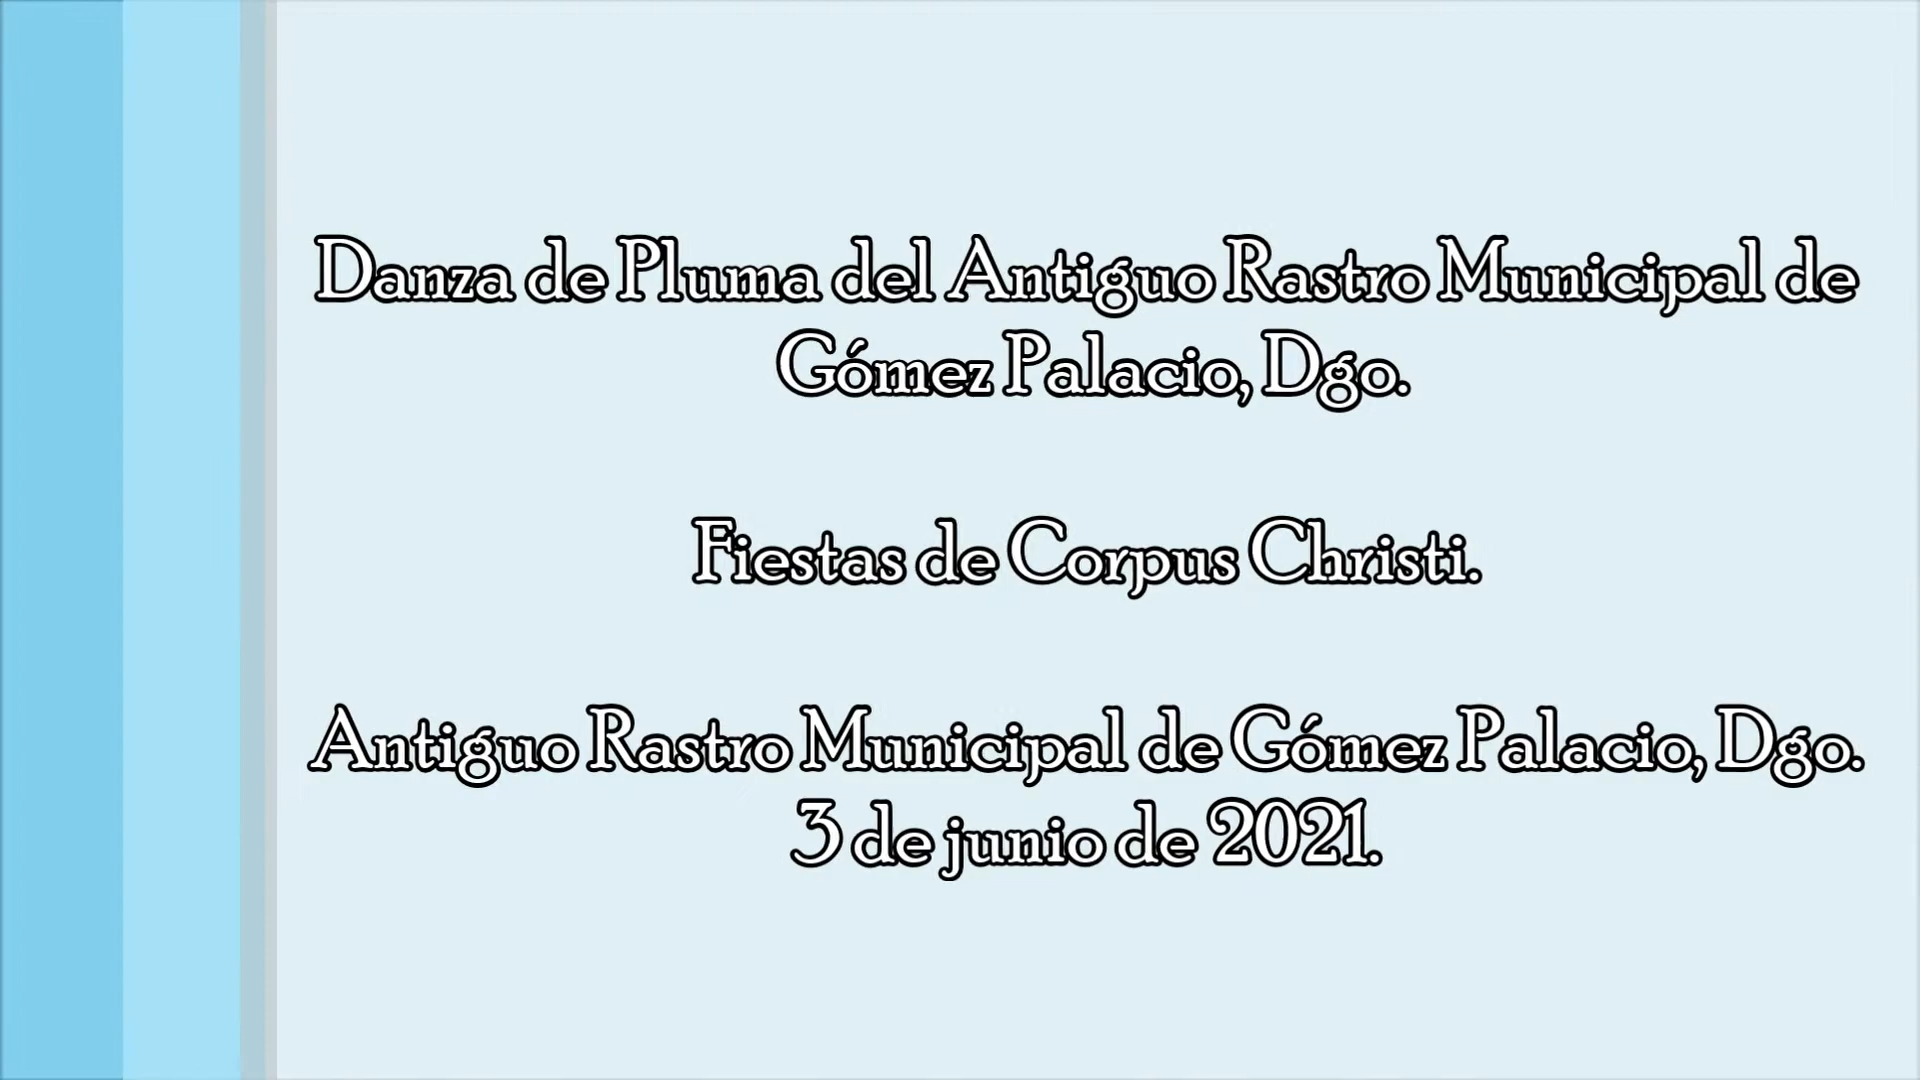 Danza de Pluma del Antiguo Rastro Municipal de
Gómez Palacio, Dgo.
Fiestas de Corpus Christi.
Antiguo Rastro Municipal de Gómez Palacio, Dgo.
3 de junio de 2021.